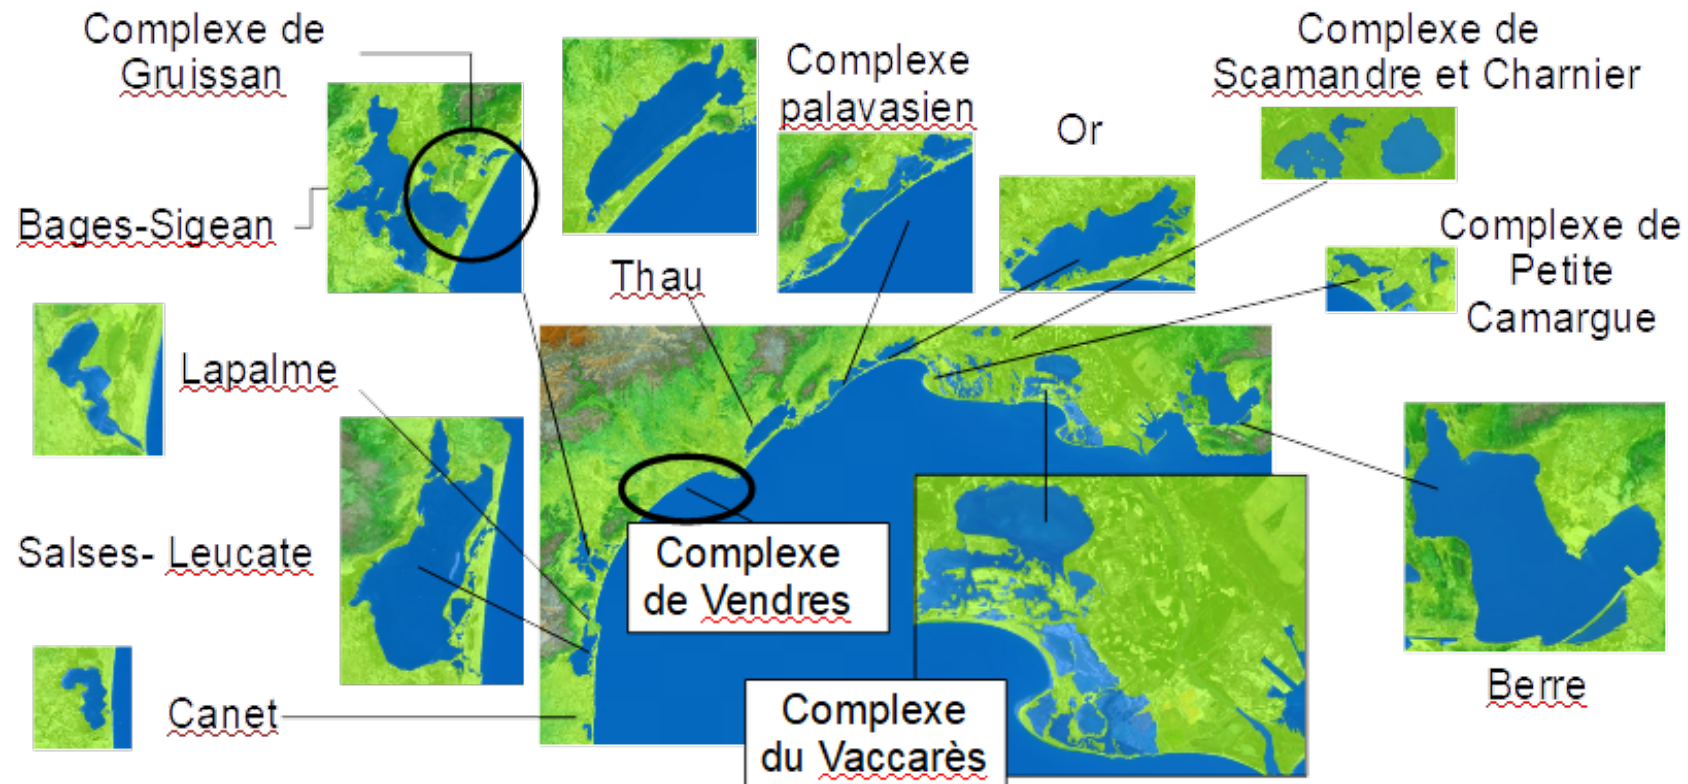 Complexe de
Gruissan
Complexe
palavasien
Or
Complexe de
Scamandre et Charnier
Bages-Sigean
Thau
Complexe de
Petite
Camargue
Lapalme
Salses- Leucate
Complexe
de Vendres
Canet
Complexe
du Vaccarès
Berre